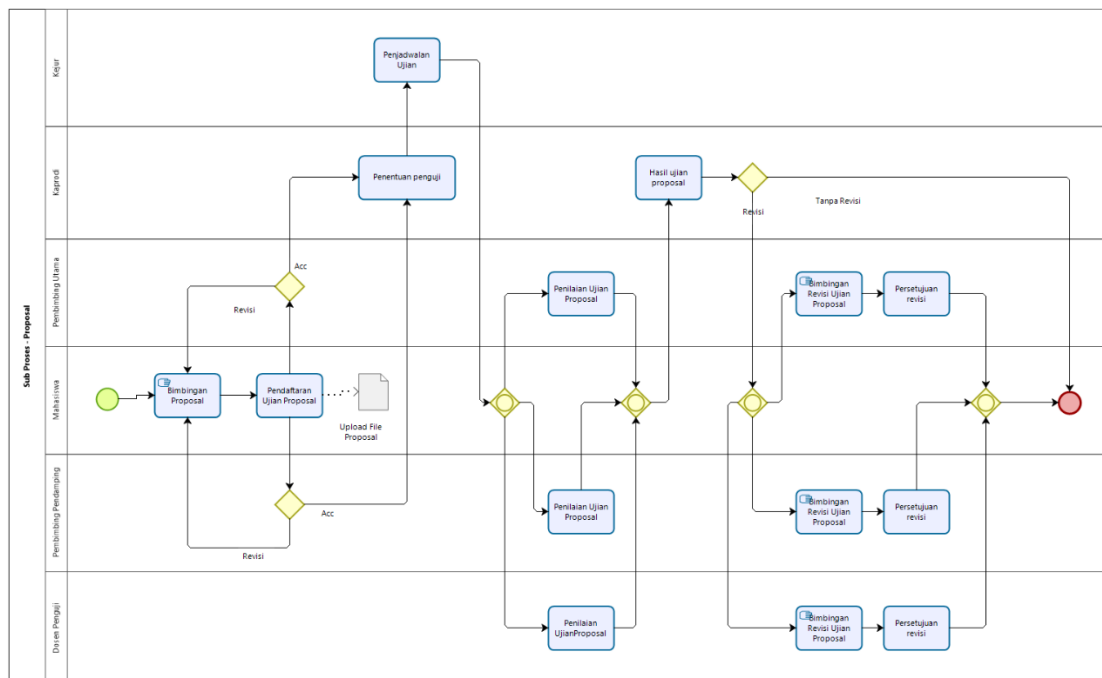 Sub Proses - Proposal
Kejur
Penjadwalan
Ujian
Kaprodi
Penentuan penguji
Hasil ujian
proposal
Tanpa Revisi
Revisi
Pembimbing Utama
Acc
Revisi
Penilaian Ujian
Proposal
Bimbingan
Revisi Ujian
Proposal
Persetujuan
revisi
Mahasiswa
Bimbingan
Proposal
Pendaftaran
Ujian Proposal
Upload File
Proposal
Pembimbing Pendamping
Acc
Revisi
Penilaian Ujian
Proposal
Bimbingan
Revisi Ujian
Proposal
Persetujuan
revisi
Dosen Penguji
Penilaian
UjianProposal
Bimbingan
Revisi Ujian
Proposal
Persetujuan
revisi